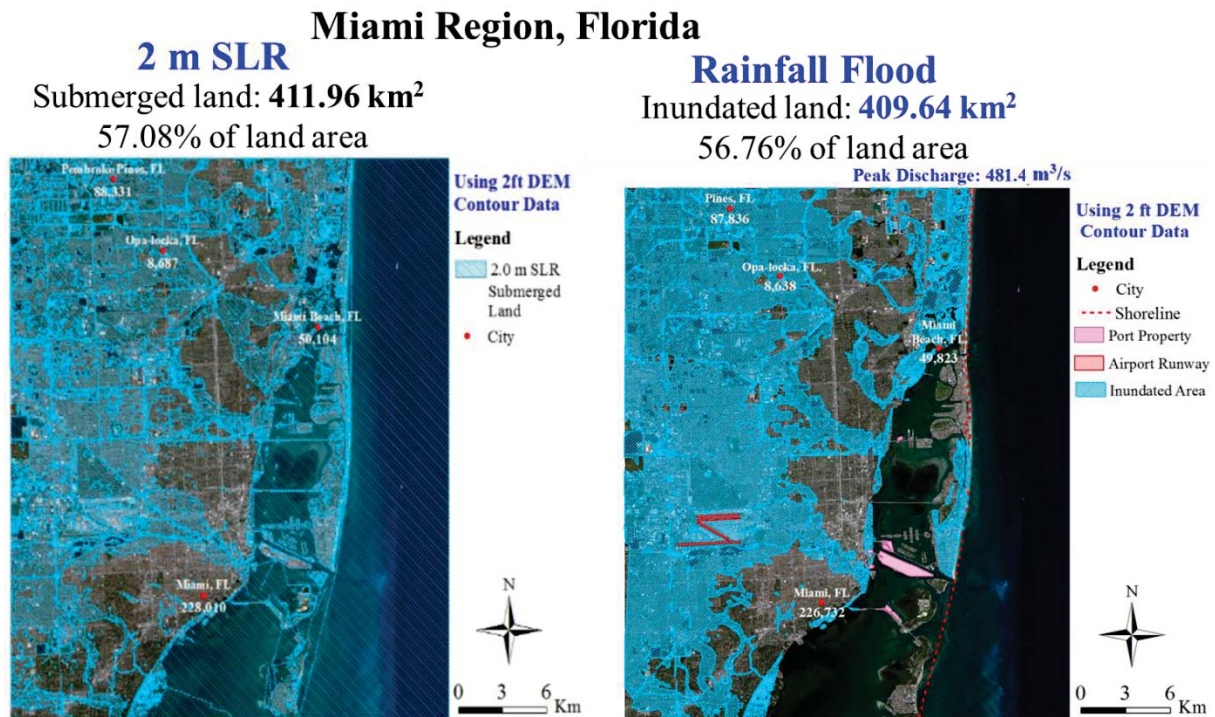 Miami Region, Florida
2 m SLR
Submerged land: 411.96 km²
57.08% of land area
Pembroke Pines, FL
88,331
Opa-locka, FL.
8,687
Miami Beach, FL
50,104
Miami, FL
228,010
Using 2ft DEM
Contour Data
Legend
2.0 m SLR
Submerged
Land
City
N
0 3 6
Km
Rainfall Flood
Inundated land: 409.64 km²
56.76% of land area
Peak Discharge: 481.4 m³/s
Pines, FL
87,836
Opa-locka, FL.
8,638
Miami
Beach, FL.
49,823
Miami, FL
226,732
Using 2 ft DEM
Contour Data
Legend
City
Shoreline
Port Property
Airport Runway
Inundated Area
N
0 3 6
Km